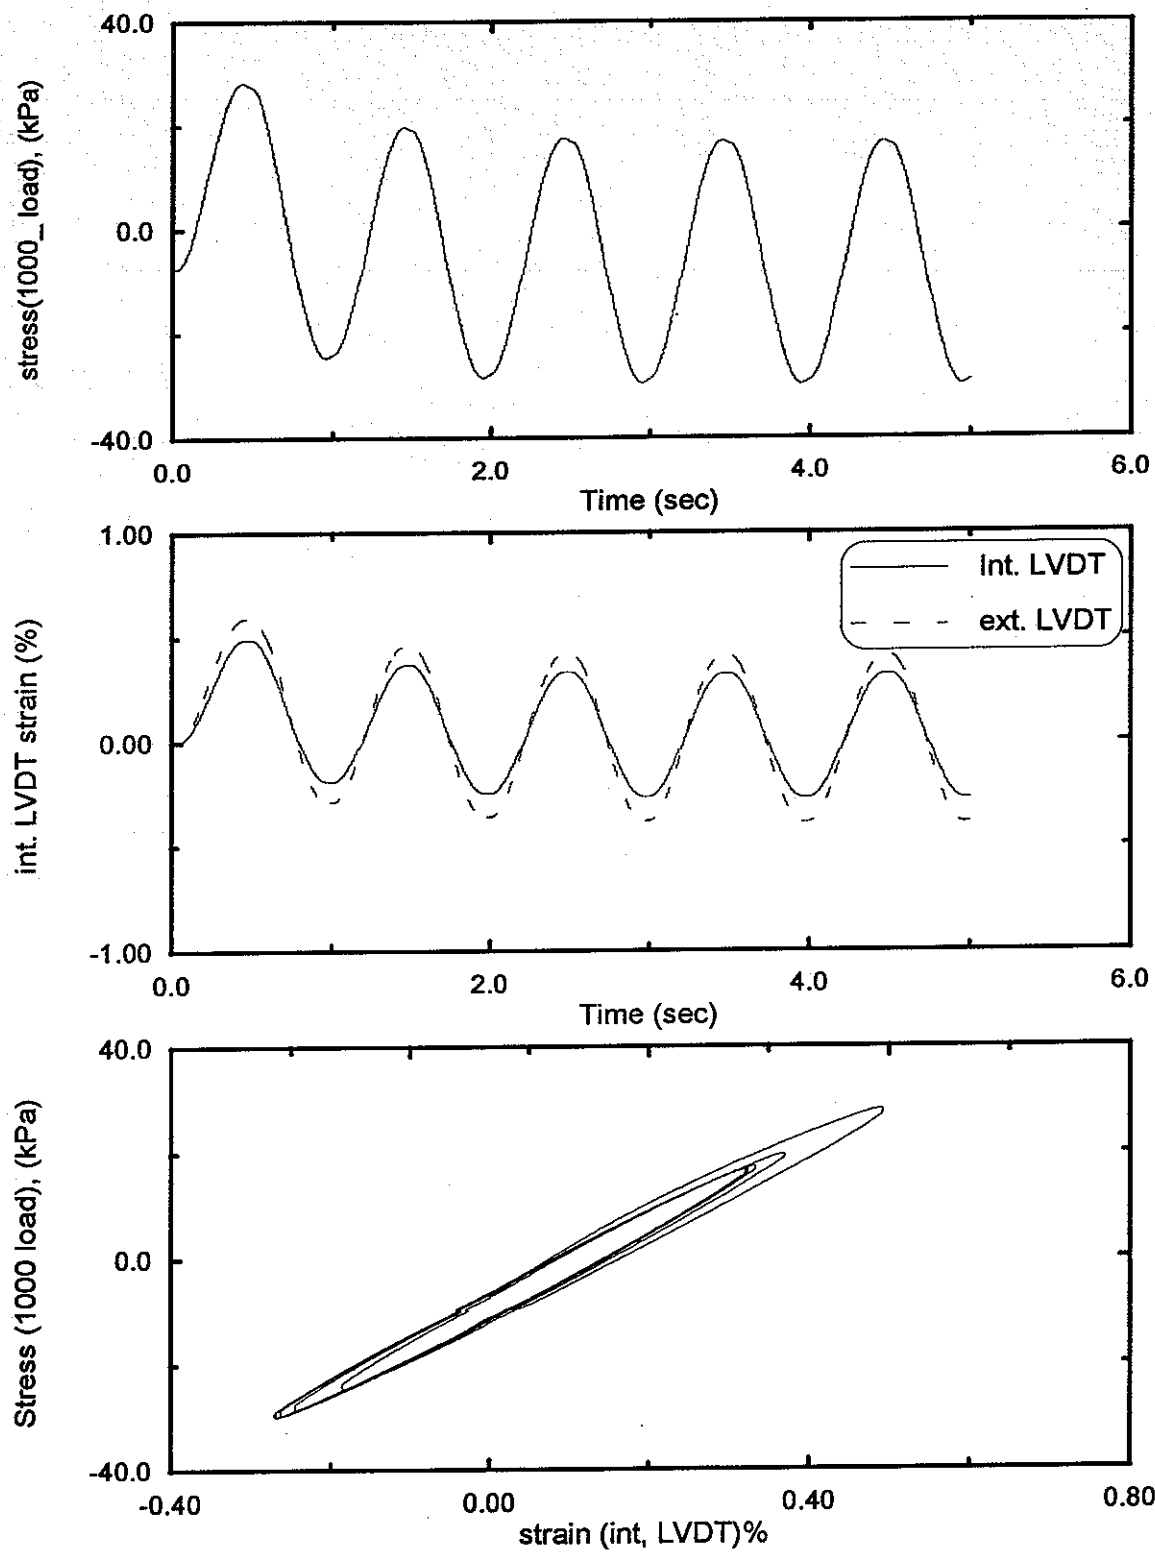 40.0
0.0
-40.0
stress(1000_ load), (kPa)
0.0 2.0 4.0 6.0
Time (sec)
1.00
0.00
-1.00
int. LVDT strain (%)
int. LVDT
ext. LVDT
0.0 2.0 4.0 6.0
Time (sec)
40.0
0.0
-40.0
Stress (1000 load), (kPa)
-0.40 0.00 0.40 0.80
strain (int, LVDT)%